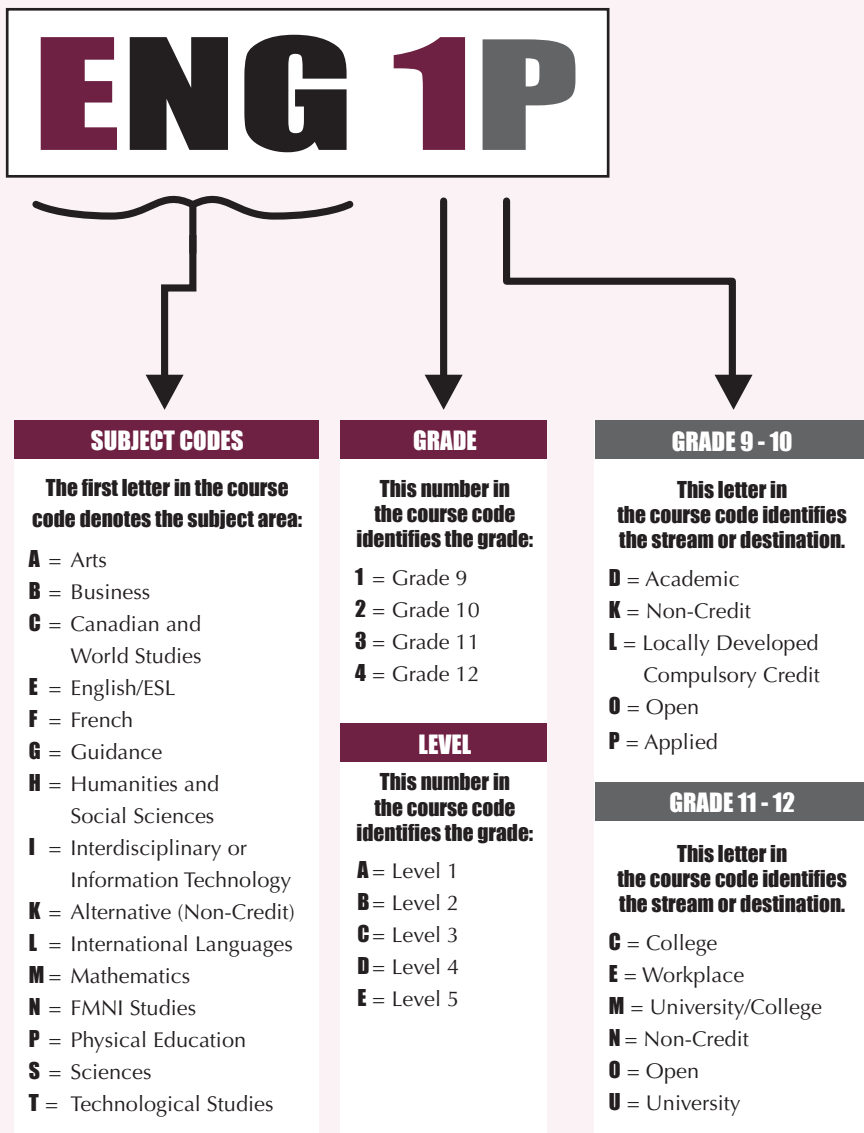 ENG 1P
SUBJECT CODES
The first letter in the course
code denotes the subject area:
A = Arts
B = Business
C = Canadian and
World Studies
E = English/ESL
F = French
G = Guidance
H = Humanities and
Social Sciences
I = Interdisciplinary or
Information Technology
K = Alternative (Non-Credit)
L = International Languages
M = Mathematics
N = FMNI Studies
P = Physical Education
S = Sciences
T = Technological Studies
GRADE
This number in
the course code
identifies the grade:
1 = Grade 9
2 = Grade 10
3 = Grade 11
4 = Grade 12
LEVEL
This number in
the course code
identifies the grade:
A = Level 1
B = Level 2
C = Level 3
D = Level 4
E = Level 5
GRADE 9 - 10
This letter in
the course code identifies
the stream or destination.
D = Academic
K = Non-Credit
L = Locally Developed
Compulsory Credit
O = Open
P = Applied
GRADE 11 - 12
This letter in
the course code identifies
the stream or destination.
C = College
E = Workplace
M = University/College
N = Non-Credit
O = Open
U = University